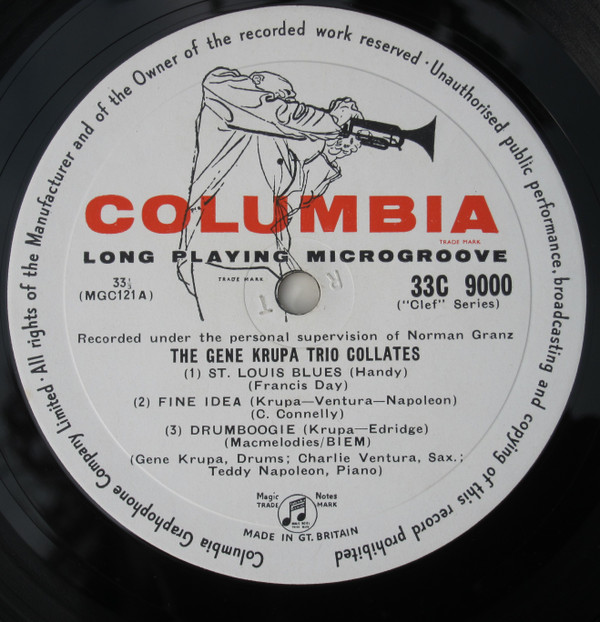 All rights of the Manufacturer and of the Owner of the recorded work reserved · Unauthorised public performance, broadcasting and copying of this record prohibited
COLUMBIA
TRADE MARK
LONG PLAYING MICROGROOVE
TRADE MARK
33⅓
(MGC121A)
33C 9000
("Clef" Series)
R
T
Recorded under the personal supervision of Norman Granz
THE GENE KRUPA TRIO COLLATES
(1) ST. LOUIS BLUES (Handy)
(Francis Day)
(2) FINE IDEA (Krupa—Ventura—Napoleon)
(C. Connelly)
(3) DRUMBOOGIE (Krupa—Edridge)
(Macmelodies/BIEM)
(Gene Krupa, Drums; Charlie Ventura, Sax.;
Teddy Napoleon, Piano)
Magic Notes
TRADE MARK
MADE IN GT. BRITAIN
Columbia Graphophone Company Limited ·